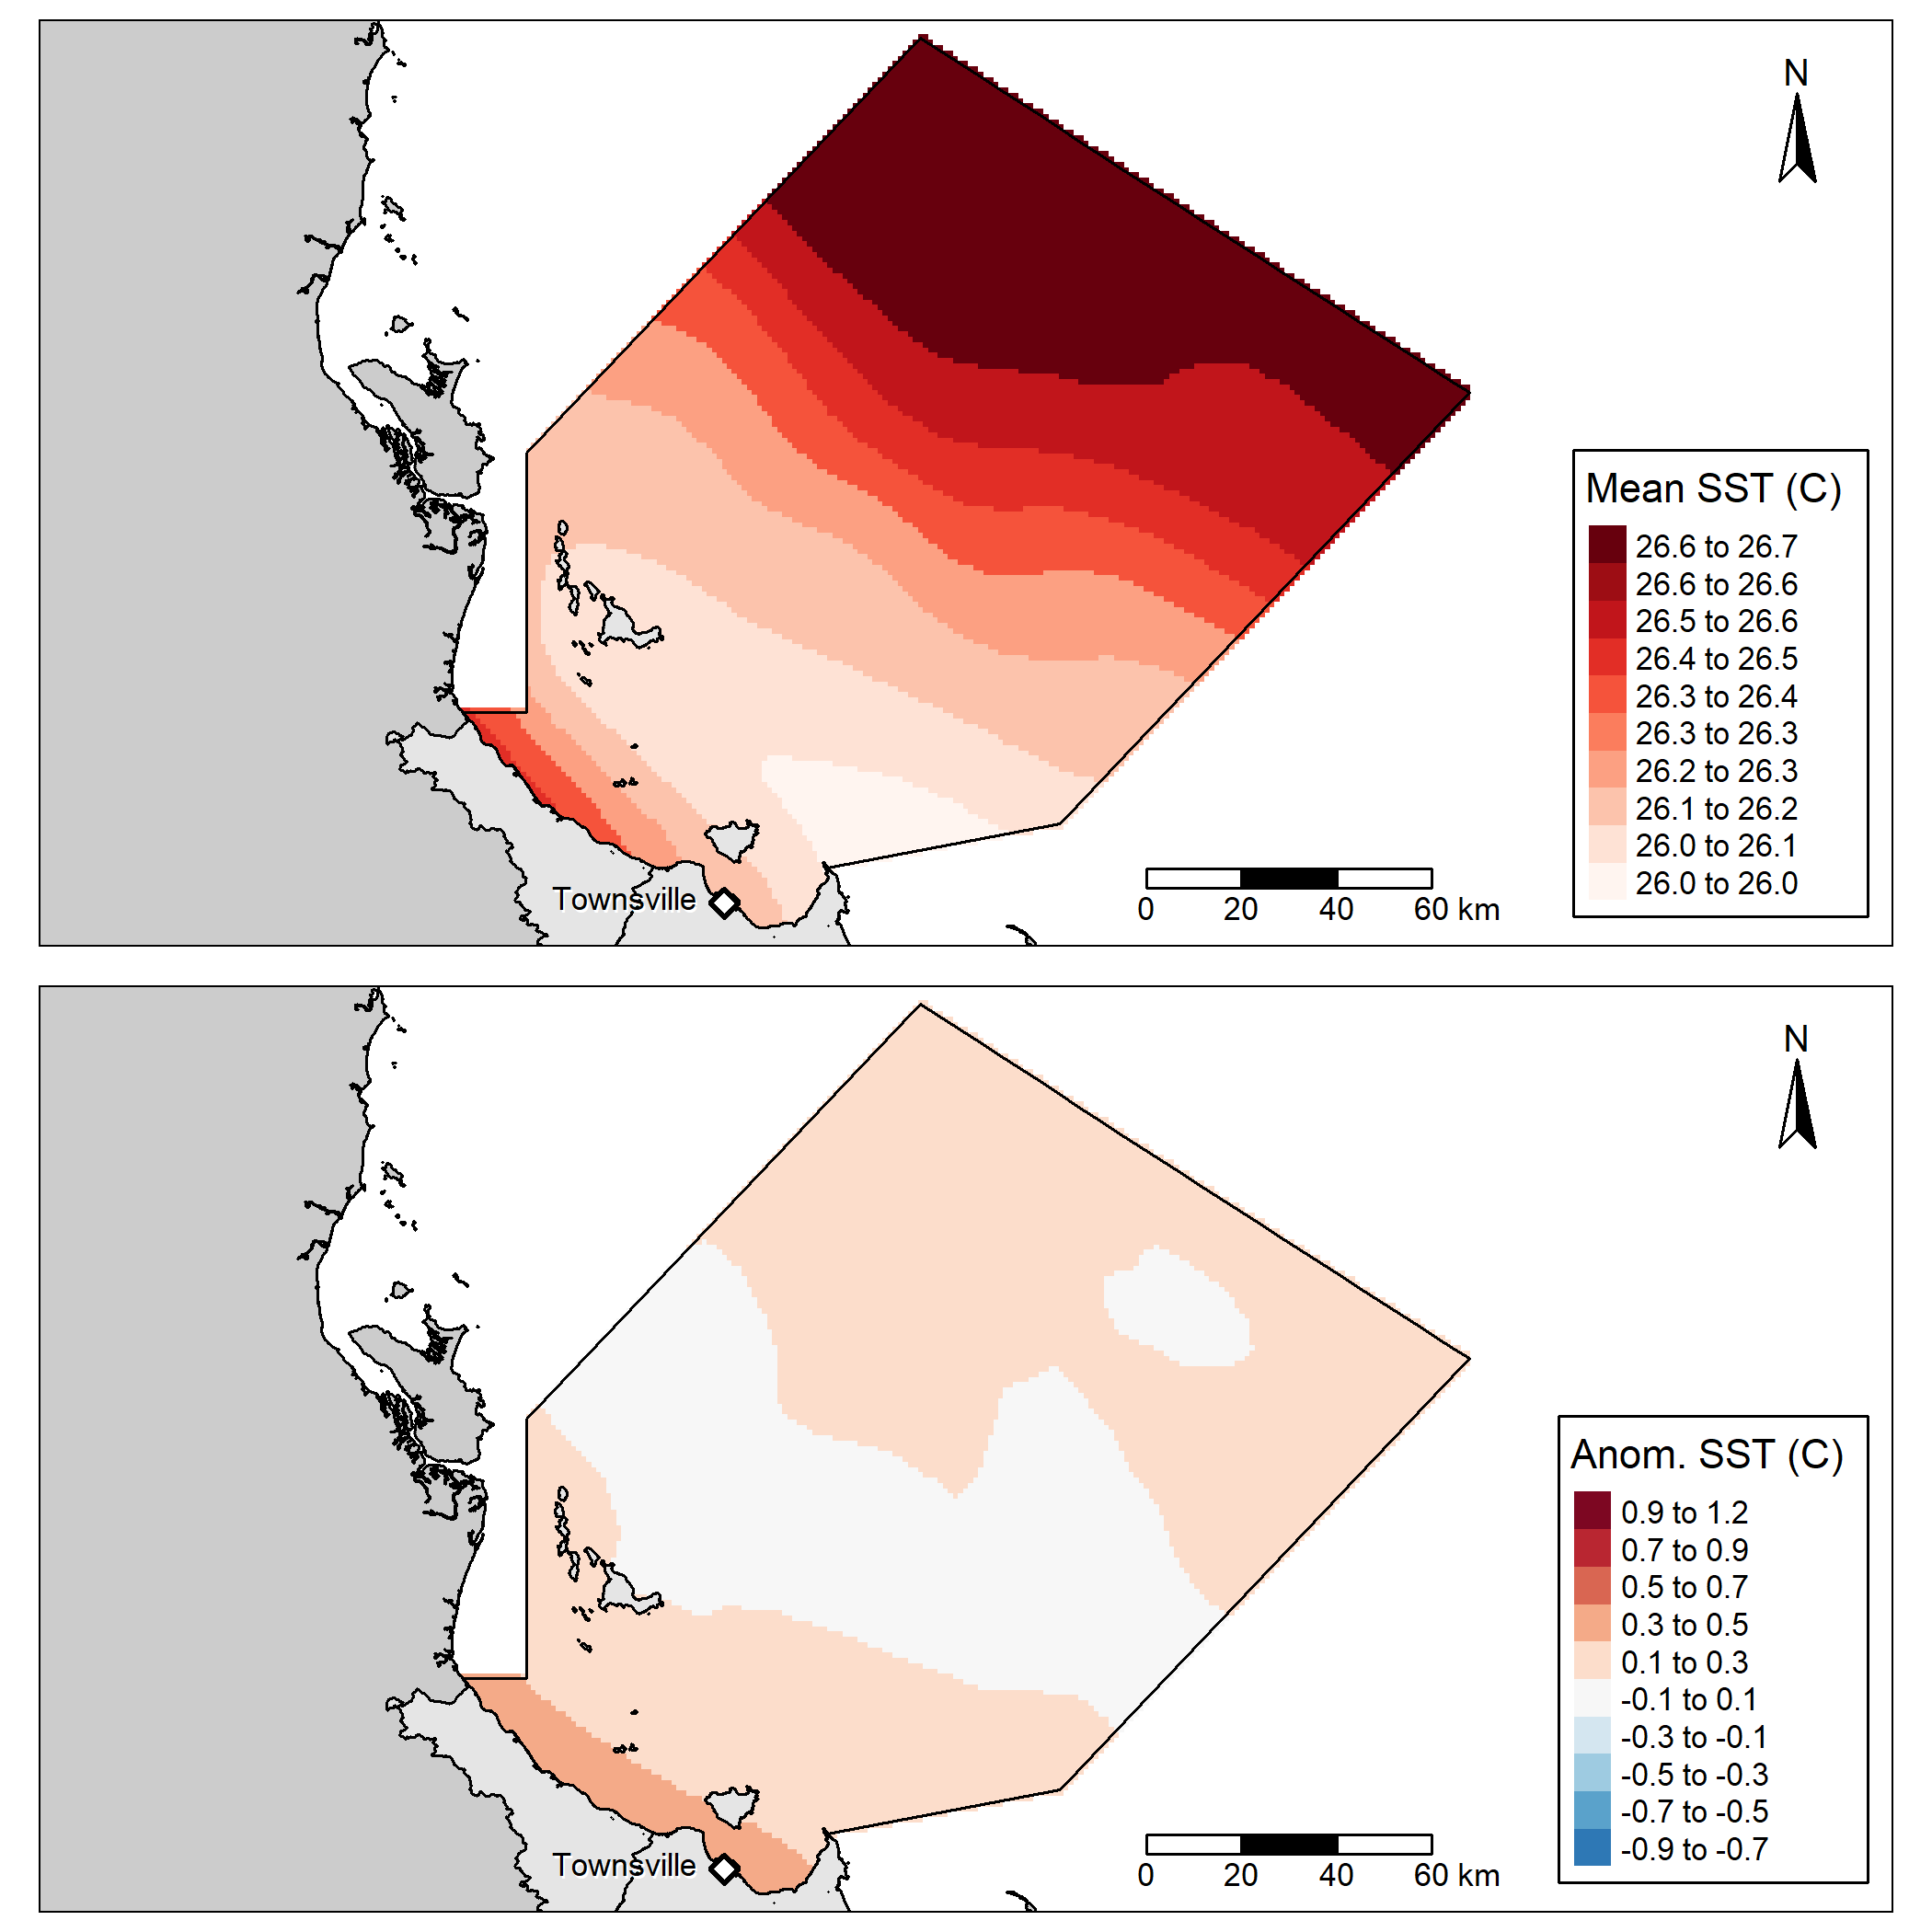 N
Mean SST (C)
26.6 to 26.7
26.6 to 26.6
26.5 to 26.6
26.4 to 26.5
26.3 to 26.4
26.3 to 26.3
26.2 to 26.3
26.1 to 26.2
26.0 to 26.1
26.0 to 26.0
Townsville
0 20 40 60 km
N
Anom. SST (C)
0.9 to 1.2
0.7 to 0.9
0.5 to 0.7
0.3 to 0.5
0.1 to 0.3
-0.1 to 0.1
-0.3 to -0.1
-0.5 to -0.3
-0.7 to -0.5
-0.9 to -0.7
Townsville
0 20 40 60 km